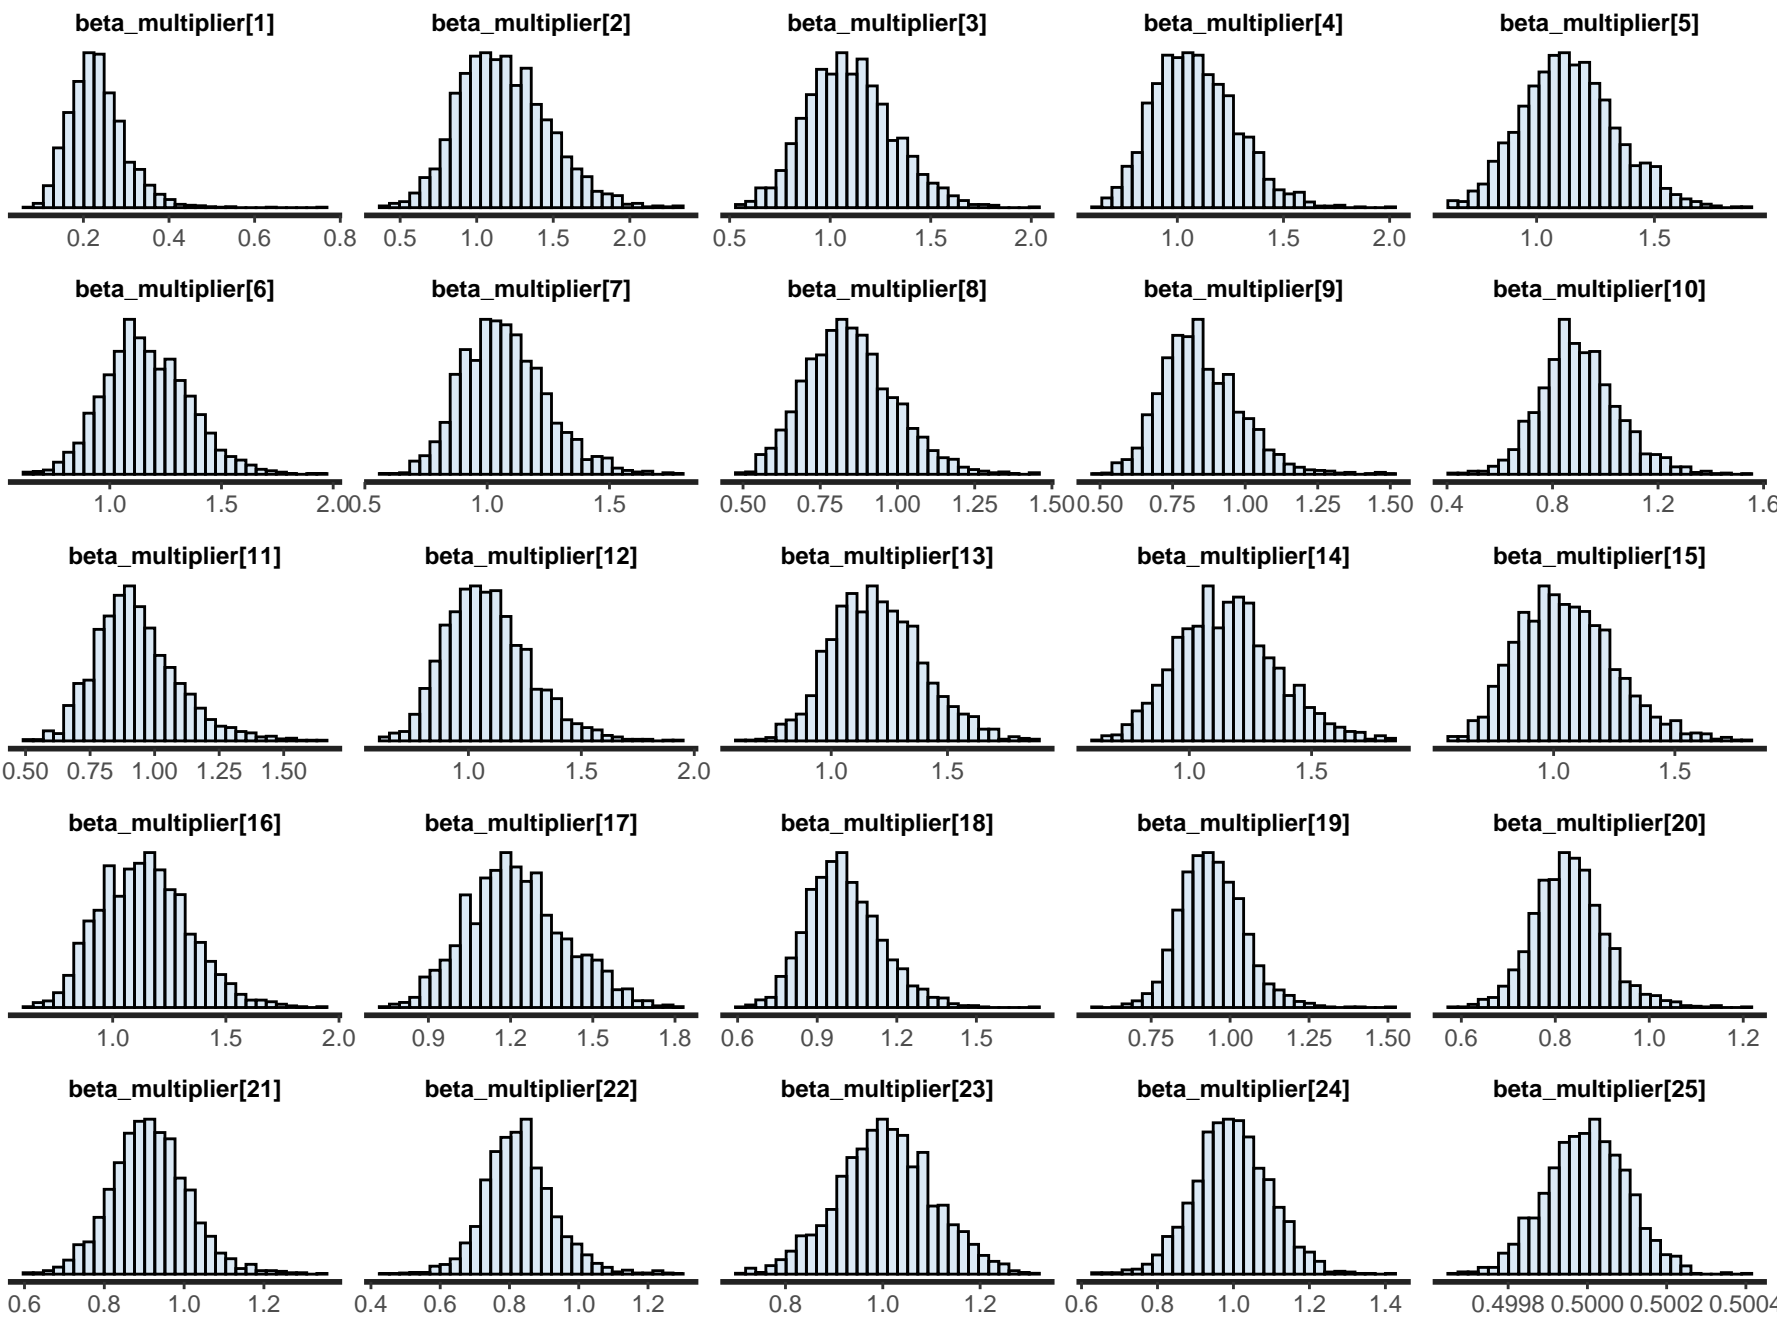 beta_multiplier[1] beta_multiplier[2] beta_multiplier[3] beta_multiplier[4] beta_multiplier[5]
0.2 0.4 0.6 0.8 0.5 1.0 1.5 2.0 0.5 1.0 1.5 2.0 1.0 1.5 2.0 1.0 1.5
beta_multiplier[6] beta_multiplier[7] beta_multiplier[8] beta_multiplier[9] beta_multiplier[10]
1.0 1.5 2.0 0.5 1.0 1.5 0.50 0.75 1.00 1.25 1.50 0.50 0.75 1.00 1.25 1.50 0.4 0.8 1.2 1.6
beta_multiplier[11] beta_multiplier[12] beta_multiplier[13] beta_multiplier[14] beta_multiplier[15]
0.50 0.75 1.00 1.25 1.50 1.0 1.5 2.0 1.0 1.5 1.0 1.5 1.0 1.5
beta_multiplier[16] beta_multiplier[17] beta_multiplier[18] beta_multiplier[19] beta_multiplier[20]
1.0 1.5 2.0 0.9 1.2 1.5 1.8 0.6 0.9 1.2 1.5 0.75 1.00 1.25 1.50 0.6 0.8 1.0 1.2
beta_multiplier[21] beta_multiplier[22] beta_multiplier[23] beta_multiplier[24] beta_multiplier[25]
0.6 0.8 1.0 1.2 0.4 0.6 0.8 1.0 1.2 0.8 1.0 1.2 0.6 0.8 1.0 1.2 1.4 0.4998 0.5000 0.5002 0.5004